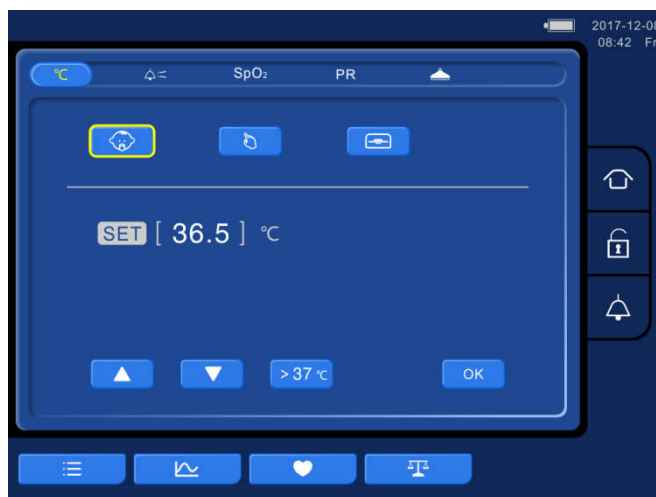 2017-12-08
08:42 Fr
℃ SpO₂ PR
SET [ 36.5 ] ℃
> 37 ℃ OK